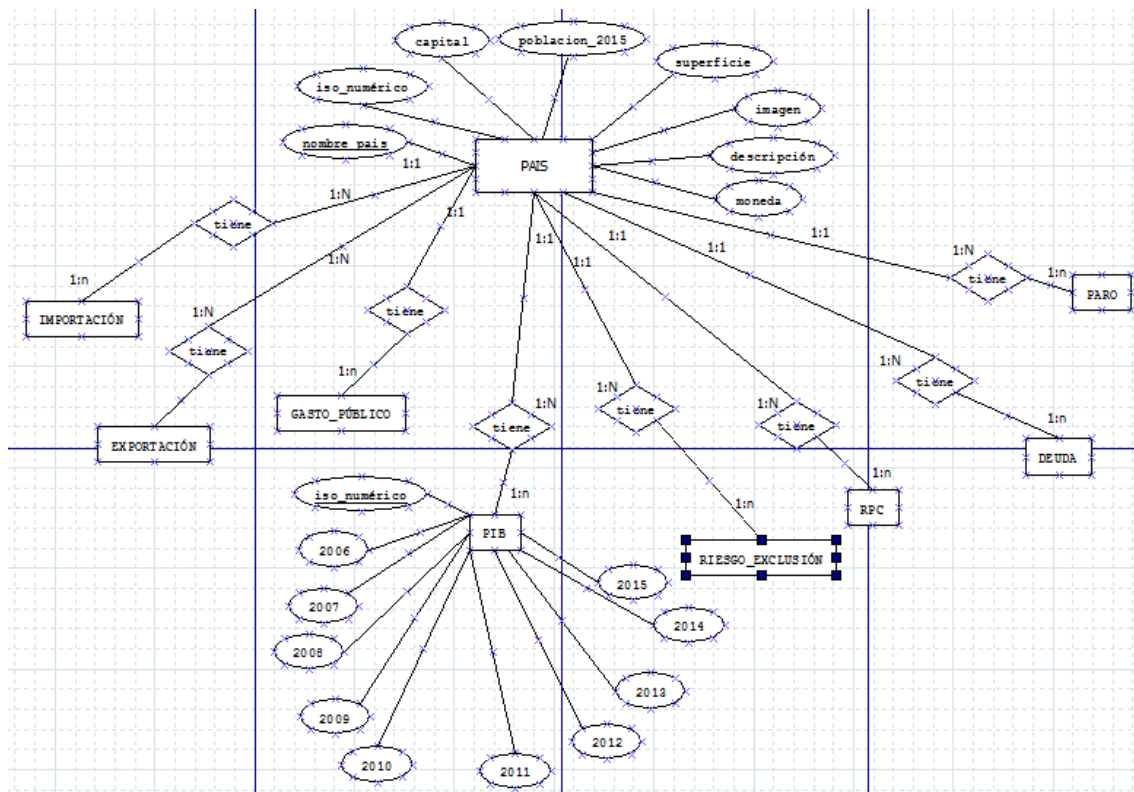 capital
poblacion_2015
superficie
iso_numérico
imagen
nombre_pais
PAIS
descripción
moneda
1:1
1:N
tiene
1:n
IMPORTACIÓN
1:N
1:N
tiene
EXPORTACIÓN
1:1
tiene
1:n
GASTO_PÚBLICO
1:1
1:N
tiene
1:n
1:1
1:N
tiene
1:n
RIESGO_EXCLUSIÓN
1:1
1:N
tiene
1:n
RPC
1:1
1:N
tiene
1:n
DEUDA
1:1
1:N
tiene
1:n
PARO
iso_numérico
PIB
2006
2007
2008
2009
2010
2011
2012
2013
2014
2015